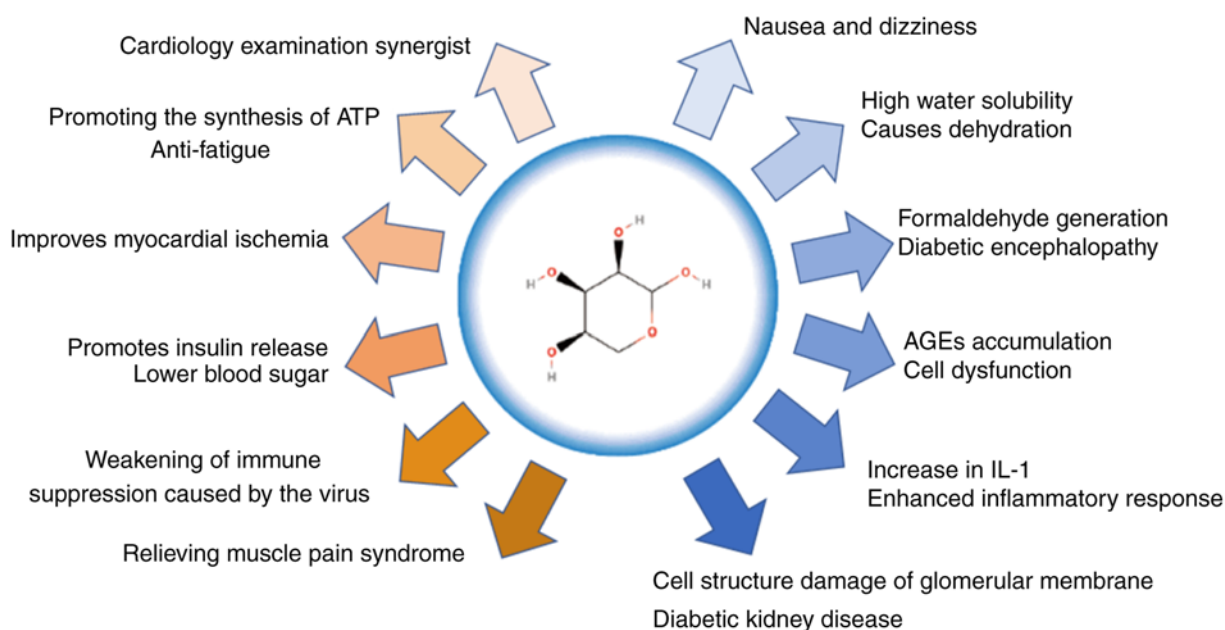 Cardiology examination synergist
Promoting the synthesis of ATP
Anti-fatigue
Improves myocardial ischemia
Promotes insulin release
Lower blood sugar
Weakening of immune
suppression caused by the virus
Relieving muscle pain syndrome
Nausea and dizziness
High water solubility
Causes dehydration
Formaldehyde generation
Diabetic encephalopathy
AGEs accumulation
Cell dysfunction
Increase in IL-1
Enhanced inflammatory response
Cell structure damage of glomerular membrane
Diabetic kidney disease
H
O
H
O
O
H
O
O
H